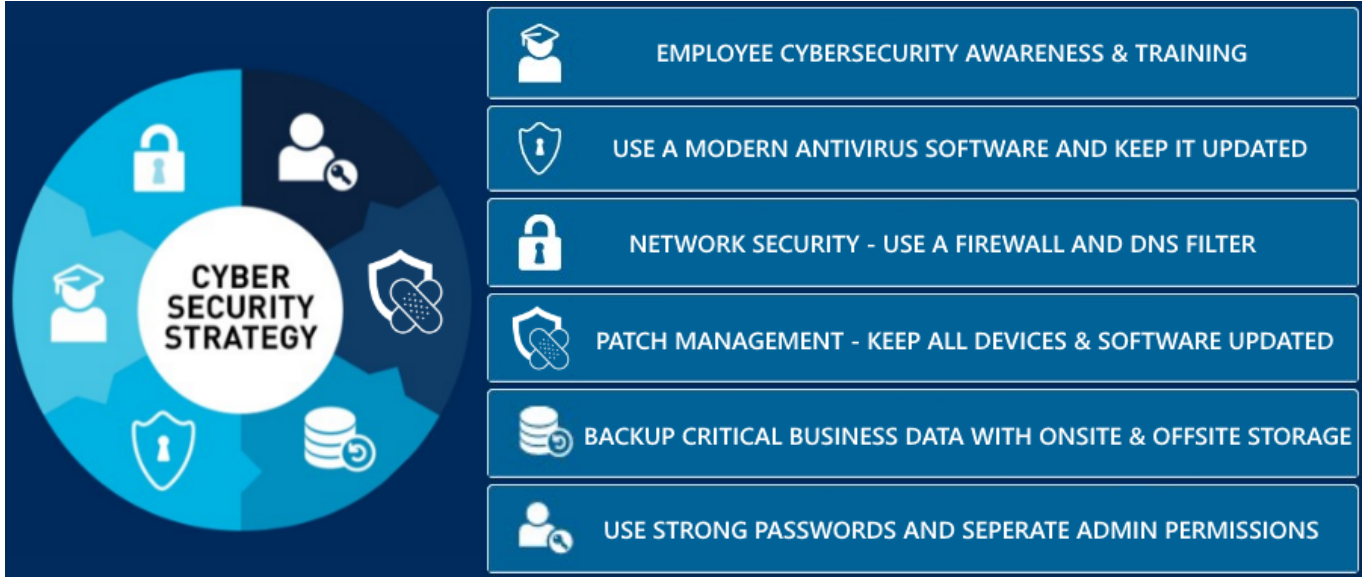 CYBER
SECURITY
STRATEGY
EMPLOYEE CYBERSECURITY AWARENESS & TRAINING
USE A MODERN ANTIVIRUS SOFTWARE AND KEEP IT UPDATED
NETWORK SECURITY - USE A FIREWALL AND DNS FILTER
PATCH MANAGEMENT - KEEP ALL DEVICES & SOFTWARE UPDATED
BACKUP CRITICAL BUSINESS DATA WITH ONSITE & OFFSITE STORAGE
USE STRONG PASSWORDS AND SEPERATE ADMIN PERMISSIONS